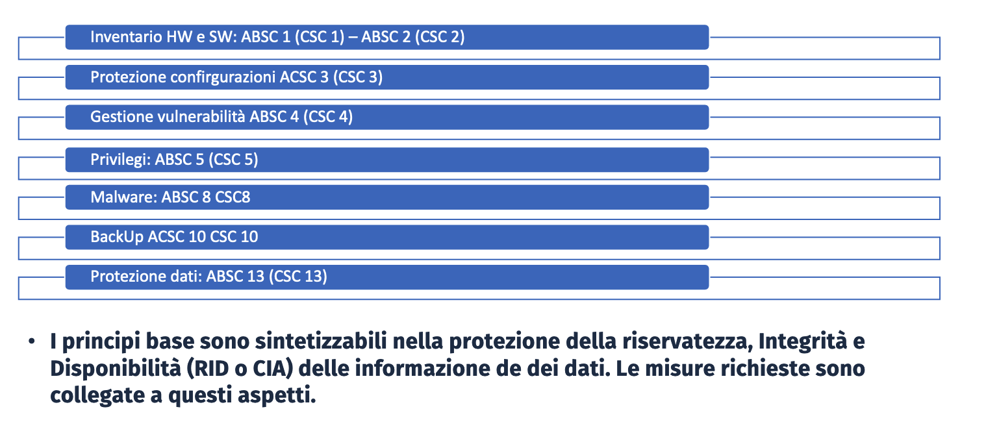 Inventario HW e SW: ABSC 1 (CSC 1) – ABSC 2 (CSC 2)
Protezione confirgurazioni ACSC 3 (CSC 3)
Gestione vulnerabilità ABSC 4 (CSC 4)
Privilegi: ABSC 5 (CSC 5)
Malware: ABSC 8 CSC8
BackUp ACSC 10 CSC 10
Protezione dati: ABSC 13 (CSC 13)
• I principi base sono sintetizzabili nella protezione della riservatezza, Integrità e
Disponibilità (RID o CIA) delle informazione de dei dati. Le misure richieste sono
collegate a questi aspetti.